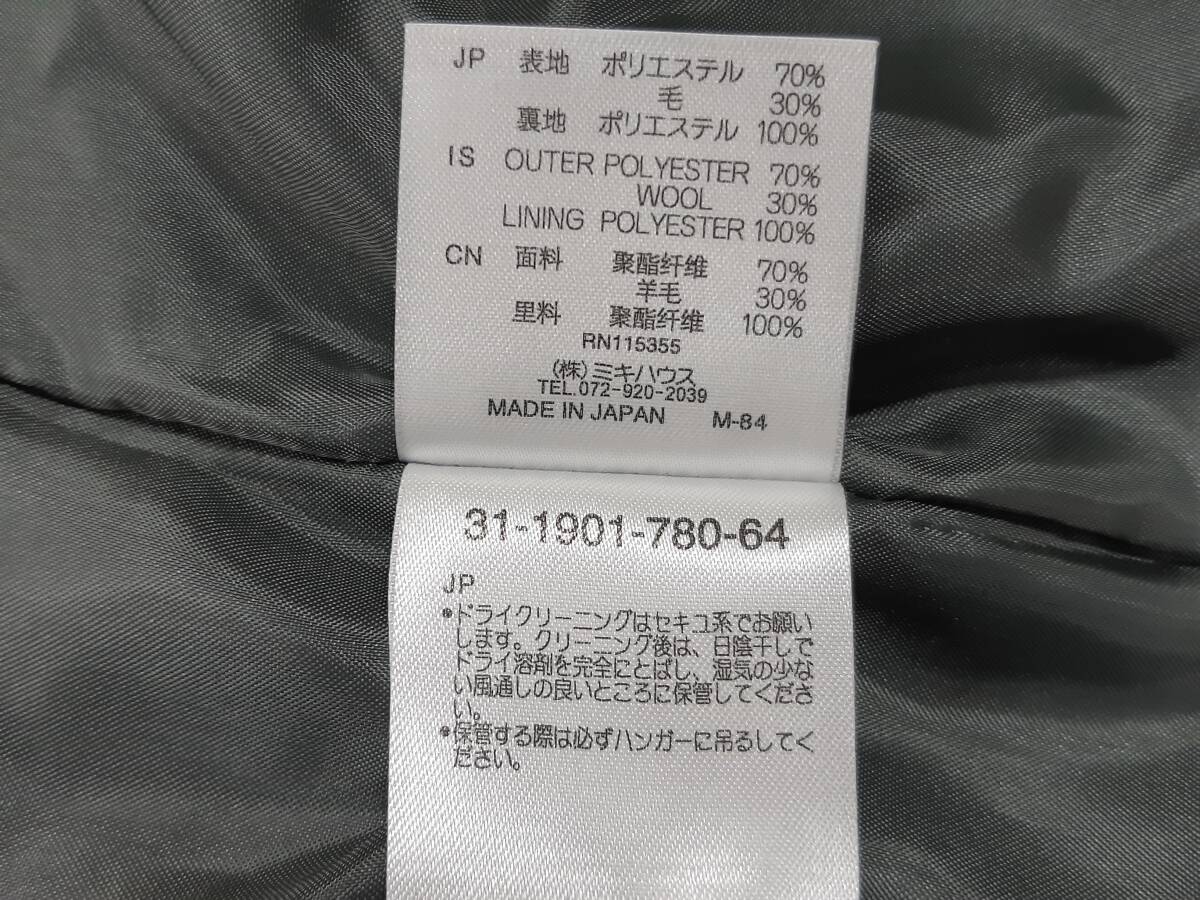 JP 表地 ポリエステル 70%
毛 30%
裏地 ポリエステル 100%
IS OUTER POLYESTER 70%
WOOL 30%
LINING POLYESTER 100%
CN 面料 聚酯纤维 70%
羊毛 30%
里料 聚酯纤维 100%
RN115355
(株)ミキハウス
TEL.072-920-2039
MADE IN JAPAN M-84
31-1901-780-64
JP
•ドライクリーニングはセキユ系でお願い
します。クリーニング後は、日陰干しで
ドライ溶剤を完全にとばし、湿気の少な
い風通しの良いところに保管してくださ
い。
•保管する際は必ずハンガーに吊るしてく
ださい。